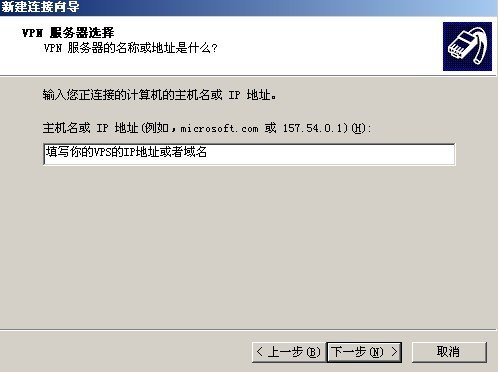 新建连接向导
VPN 服务器选择
VPN 服务器的名称或地址是什么?
输入您正连接的计算机的主机名或 IP 地址。
主机名或 IP 地址(例如，microsoft.com 或 157.54.0.1)(H):
填写你的VPS的IP地址或者域名
< 上一步(B) 下一步(N) > 取消